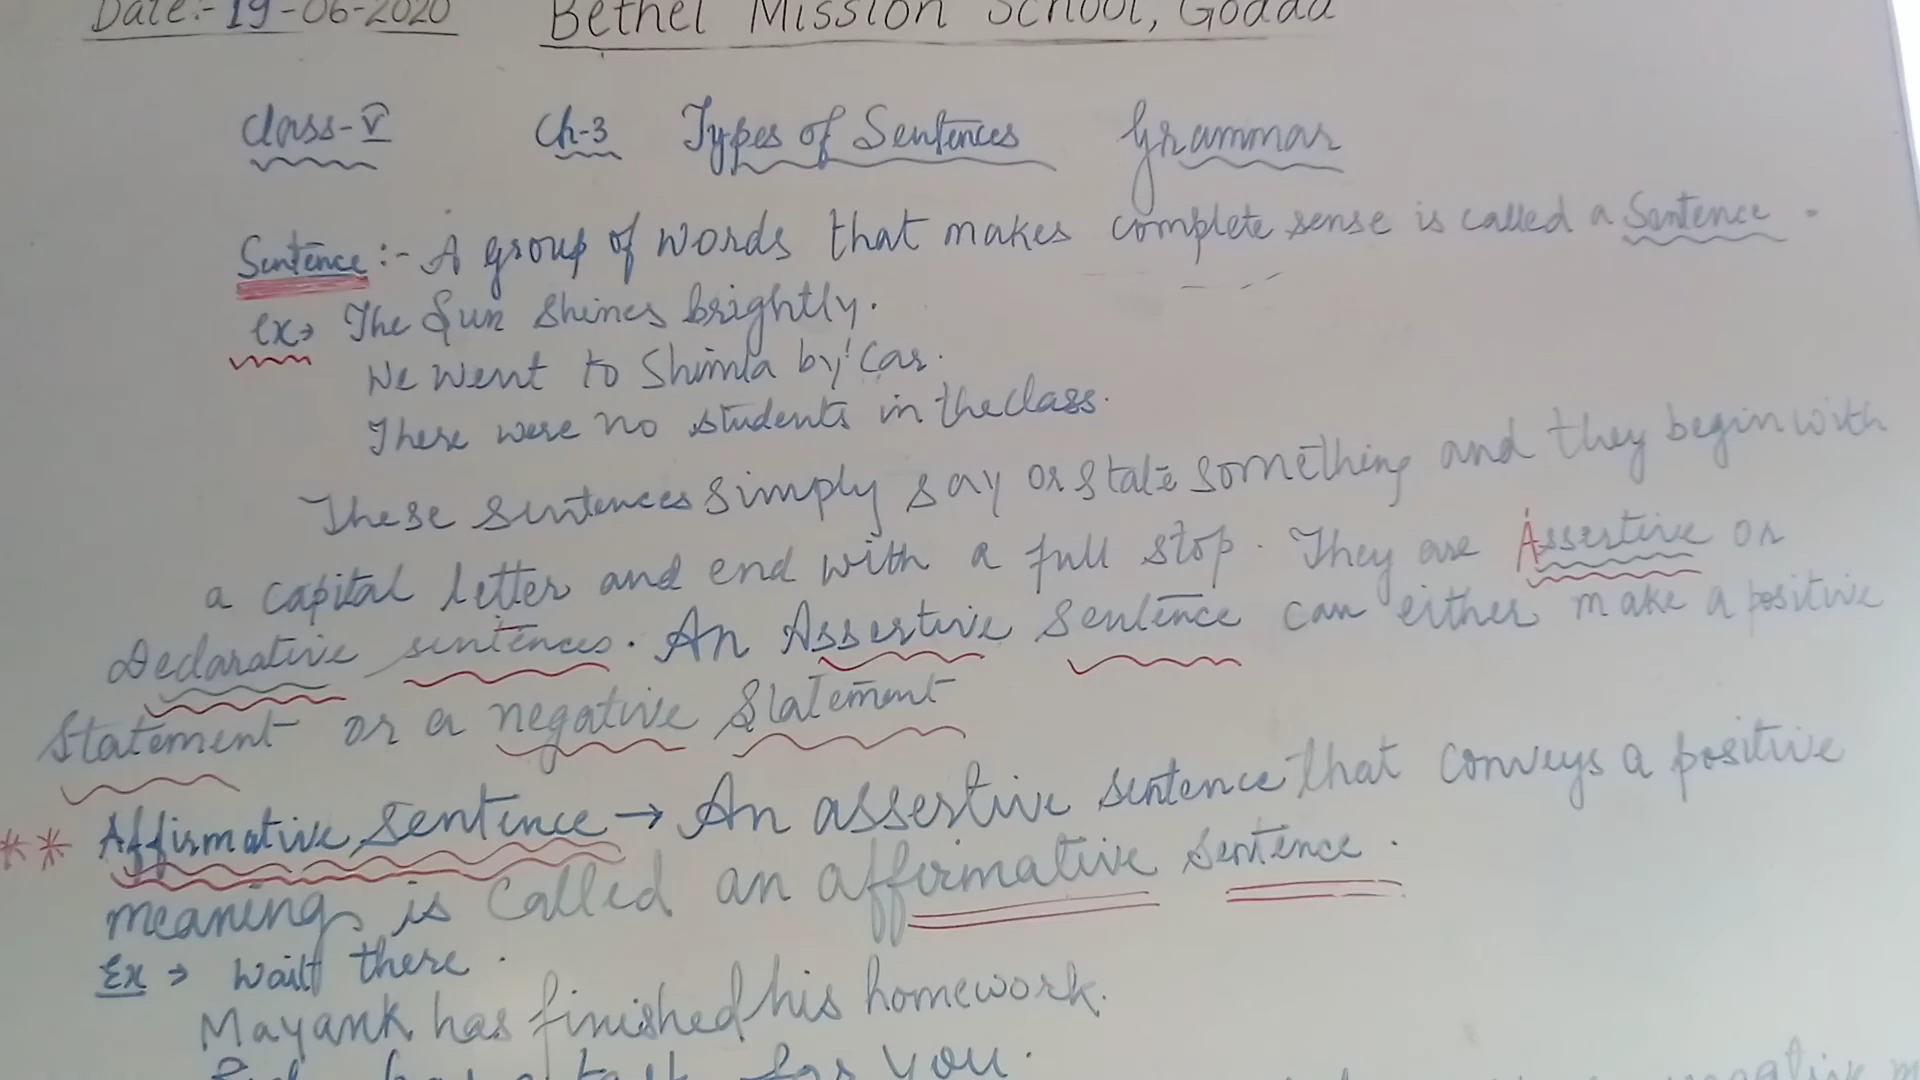 Date:- 19-06-2020 Bethel Mission School, Godda
Class-V Ch-3 Types of Sentences Grammar
Sentence :- A group of words that makes complete sense is called a Sentence.
ex→ The Sun Shines brightly.
We went to Shimla by car.
There were no students in the class.
These sentences simply say or state something and they begin with
a capital letter and end with a full stop. They are Assertive or
Declarative sentences. An Assertive Sentence can either make a positive
Statement or a negative Statement
** Affirmative Sentence → An assertive sentence that conveys a positive
meaning is called an affirmative sentence.
Ex → Wait there.
Mayank has finished his homework.
has a task for you.